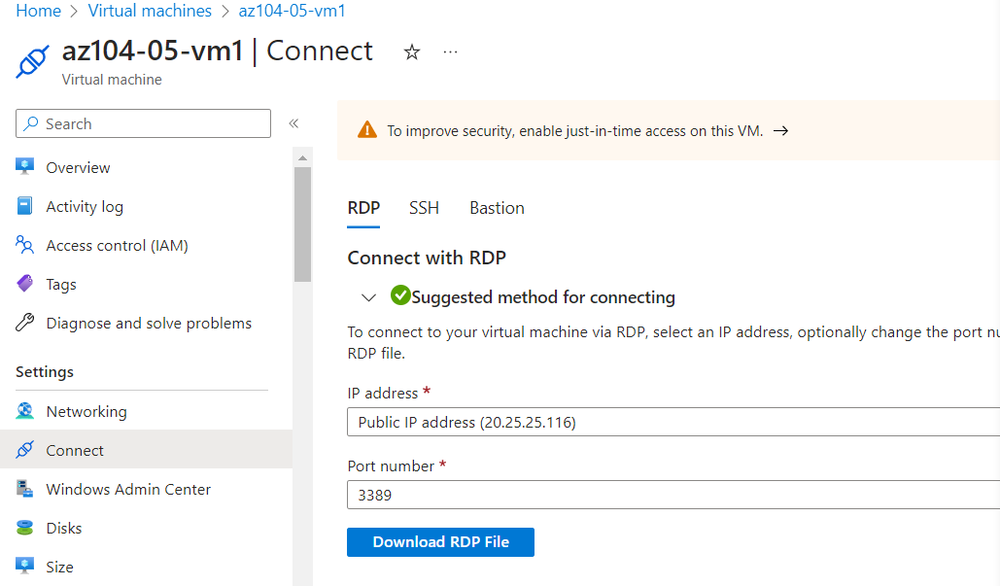 Home > Virtual machines > az104-05-vm1
az104-05-vm1 | Connect ☆ ...
Virtual machine
Search «
Overview
Activity log
Access control (IAM)
Tags
Diagnose and solve problems
Settings
Networking
Connect
Windows Admin Center
Disks
Size
To improve security, enable just-in-time access on this VM. →
RDP SSH Bastion
Connect with RDP
Suggested method for connecting
To connect to your virtual machine via RDP, select an IP address, optionally change the port nu
RDP file.
IP address *
Public IP address (20.25.25.116)
Port number *
3389
Download RDP File